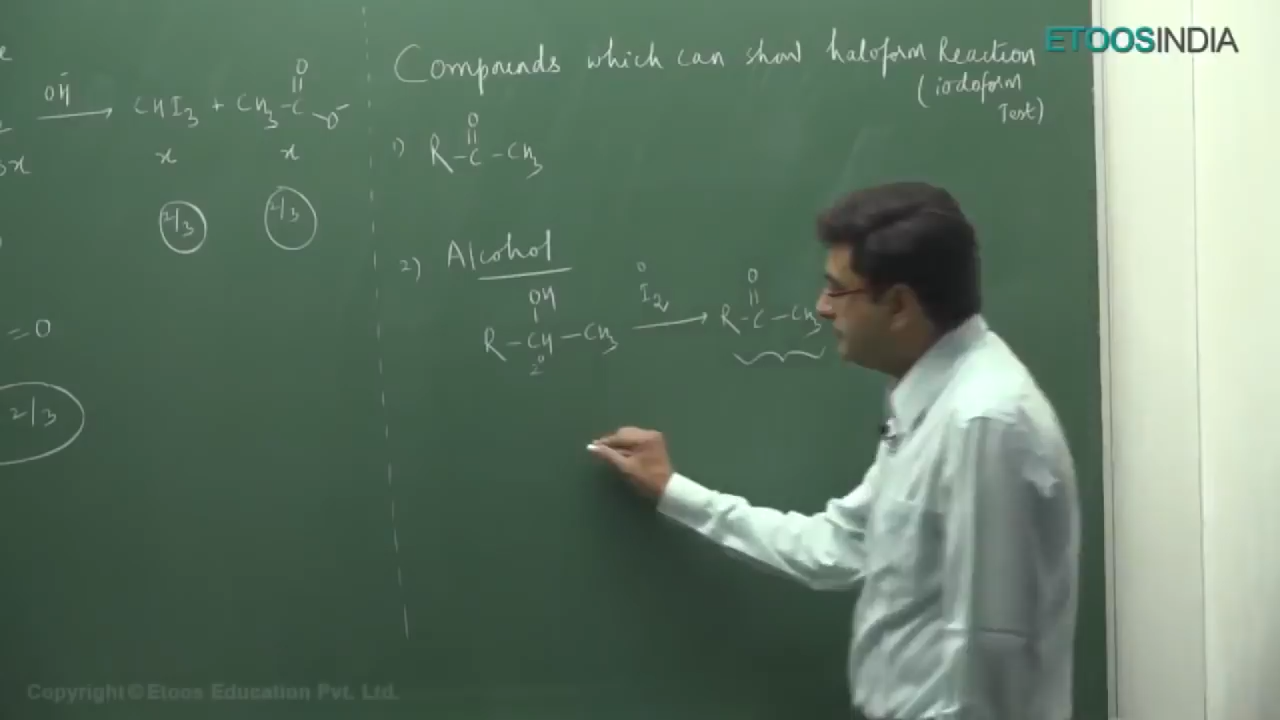 ETOOSINDIA
OH⁻
CHI3 + CH3-C-O⁻
O
x x
2/3 2/3
=0
2/3
Compounds which can show haloform Reaction
(iodoform
Test)
1) R-C-CH3
O
2) Alcohol
OH
R-CH-CH3
2°
I2
O
R-C-CH3
Copyright © Etoos Education Pvt. Ltd.